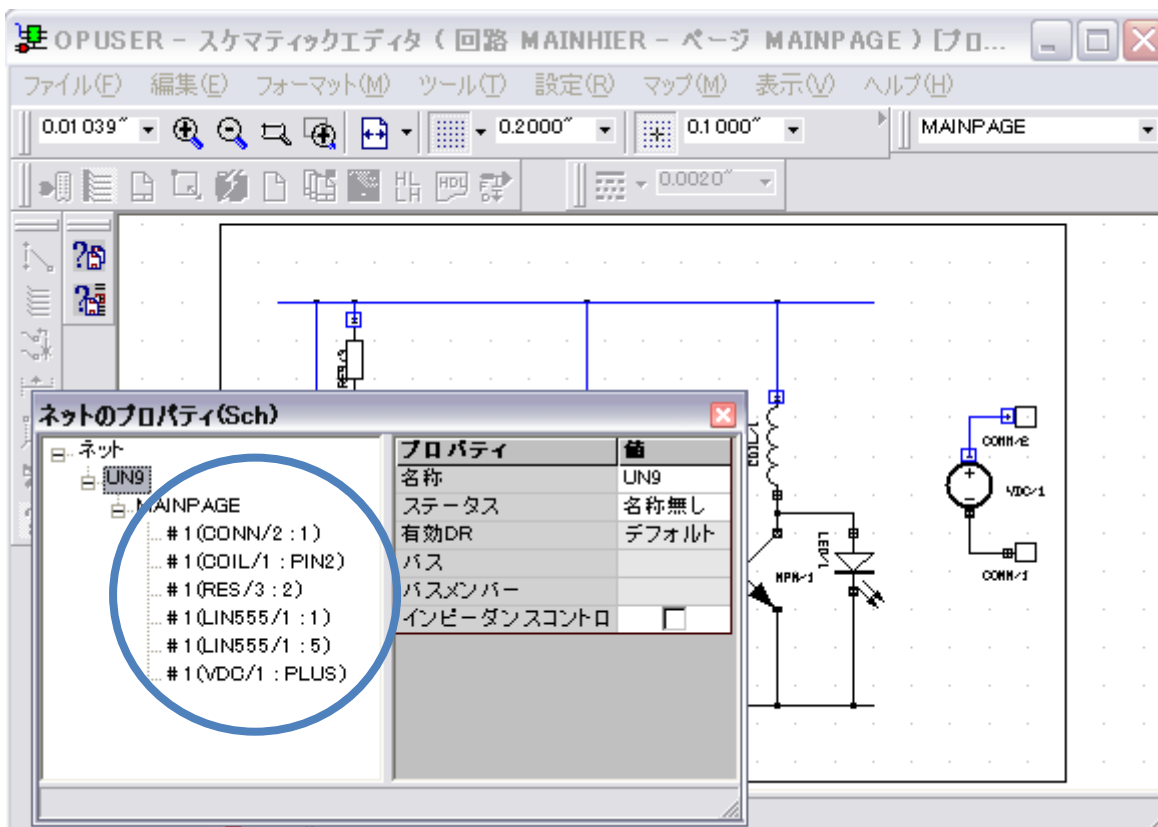 OPUSER - スケマティックエディタ ( 回路 MAINHIER - ページ MAINPAGE ) [プロ...
ファイル(F) 編集(E) フォーマット(M) ツール(T) 設定(R) マップ(M) 表示(V) ヘルプ(H)
0.01039" 0.2000" 0.1000" MAINPAGE
HL LH HDL 0.0020"
RES/3
ネットのプロパティ(Sch)
ネット
UN9
MAINPAGE
#1(CONN/2 : 1)
#1(COIL/1 : PIN2)
#1(RES/3 : 2)
#1(LIN555/1 : 1)
#1(LIN555/1 : 5)
#1(VDC/1 : PLUS)
プロパティ 値
名称 UN9
ステータス 名称無し
有効DR デフォルト
バス
バスメンバー
インピーダンスコントロ
COIL/1
CONN/2
VDC/1
LED/1
NPN/1
CONN/1